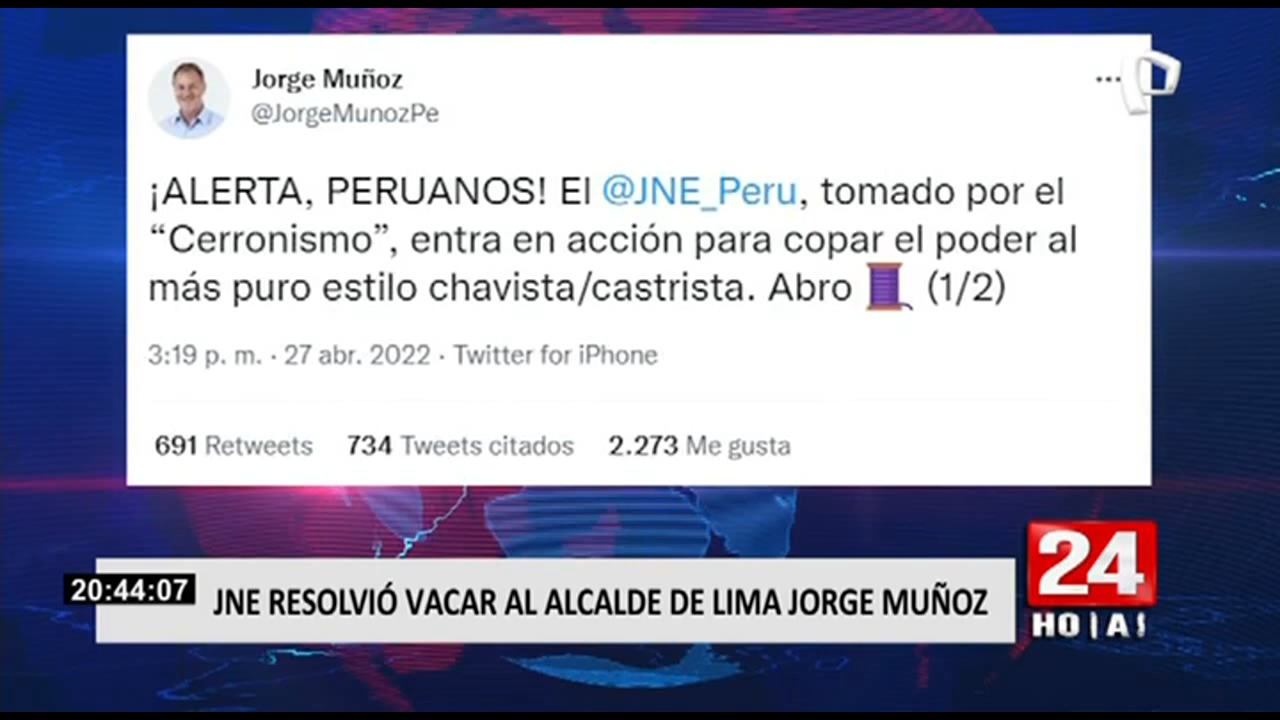 Jorge Muñoz
@JorgeMunozPe
¡ALERTA, PERUANOS! El @JNE_Peru, tomado por el
“Cerronismo”, entra en acción para copar el poder al
más puro estilo chavista/castrista. Abro 🧵 (1/2)
3:19 p. m. · 27 abr. 2022 · Twitter for iPhone
691 Retweets 734 Tweets citados 2.273 Me gusta
20:44:07
JNE RESOLVIÓ VACAR AL ALCALDE DE LIMA JORGE MUÑOZ
24